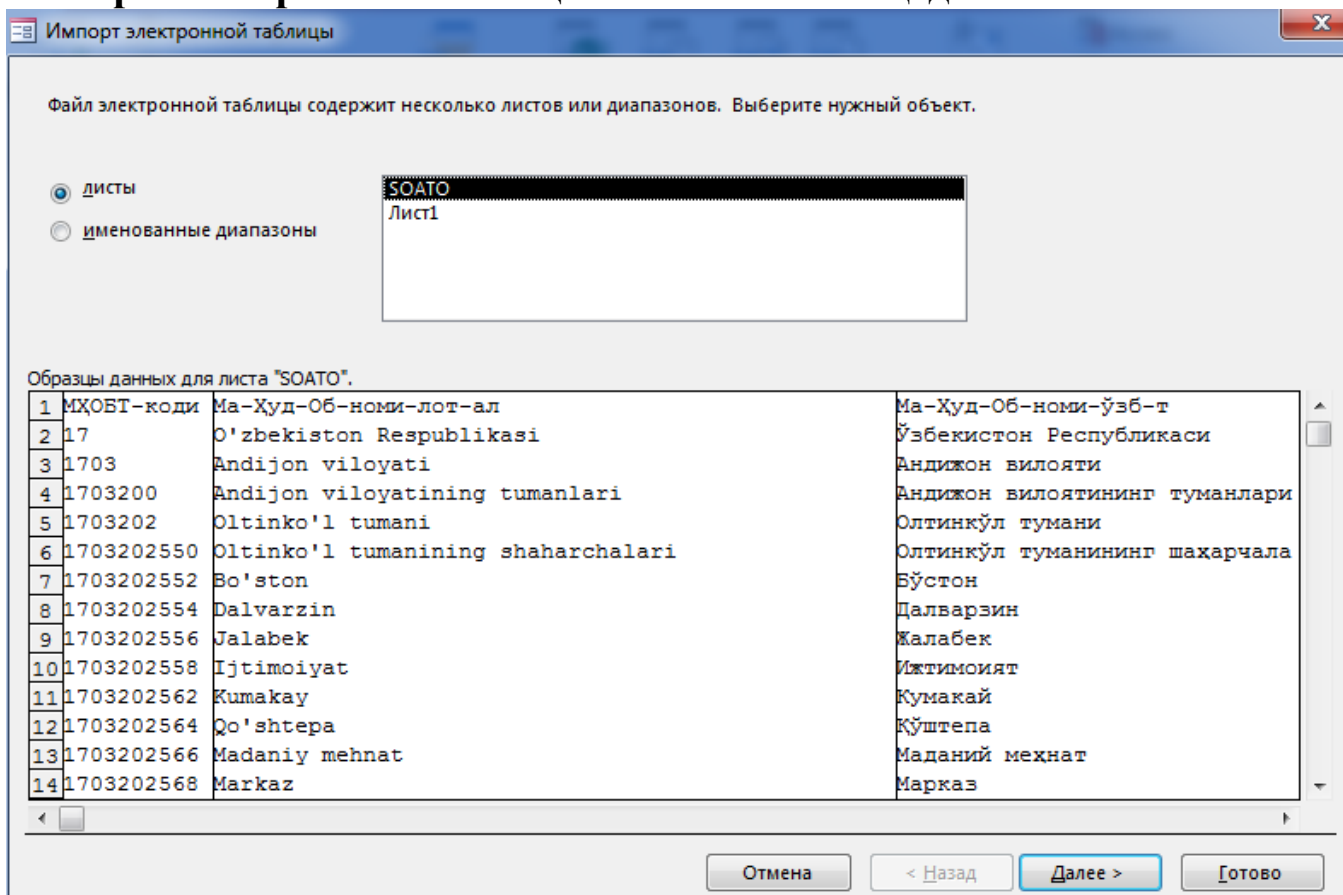 Импорт электронной таблицы
Файл электронной таблицы содержит несколько листов или диапазонов. Выберите нужный объект.
листы
именованные диапазоны
SOATO
Лист1
Образцы данных для листа "SOATO".
1 МҲОБТ-коди Ма-Ҳуд-Об-номи-лот-ал Ма-Ҳуд-Об-номи-ўзб-т
2 17 O'zbekiston Respublikasi Ўзбекистон Республикаси
3 1703 Andijon viloyati Андижон вилояти
4 1703200 Andijon viloyatining tumanlari Андижон вилоятининг туманлари
5 1703202 Oltinko'l tumani Олтинкўл тумани
6 1703202550 Oltinko'l tumanining shaharchalari Олтинкўл туманининг шаҳарчала
7 1703202552 Bo'ston Бўстон
8 1703202554 Dalvarzin Далварзин
9 1703202556 Jalabek Жалабек
10 1703202558 Ijtimoiyat Ижтимоият
11 1703202562 Kumakay Кумакай
12 1703202564 Qo'shtepa Қўштепа
13 1703202566 Madaniy mehnat Маданий меҳнат
14 1703202568 Markaz Марказ
Отмена < Назад Далее > Готово